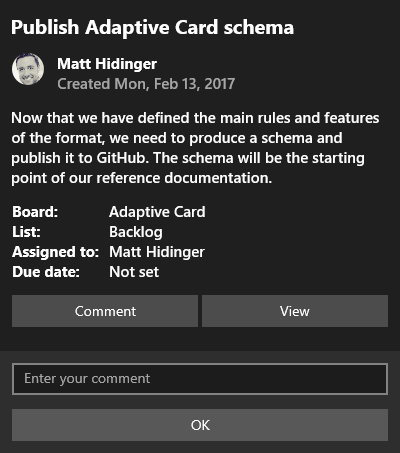 Publish Adaptive Card schema
Matt Hidinger
Created Mon, Feb 13, 2017
Now that we have defined the main rules and features
of the format, we need to produce a schema and
publish it to GitHub. The schema will be the starting
point of our reference documentation.
Board: Adaptive Card
List: Backlog
Assigned to: Matt Hidinger
Due date: Not set
Comment View
Enter your comment
OK